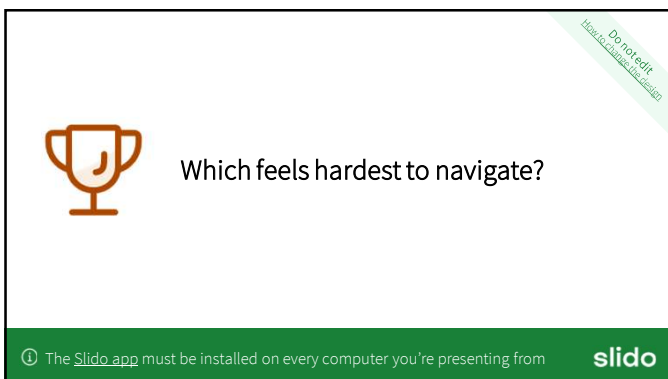 Do not edit
How to change the design
Which feels hardest to navigate?
The Slido app must be installed on every computer you're presenting from
slido